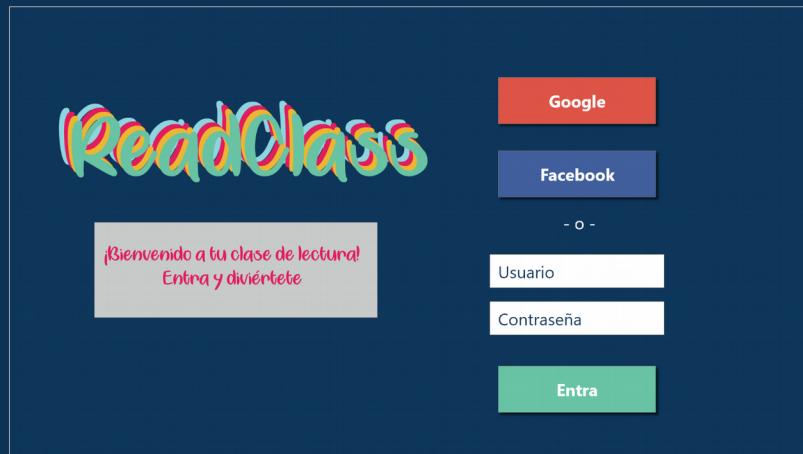 ReadClass
¡Bienvenido a tu clase de lectura!
Entra y diviértete
Google
Facebook
- o -
Usuario
Contraseña
Entra